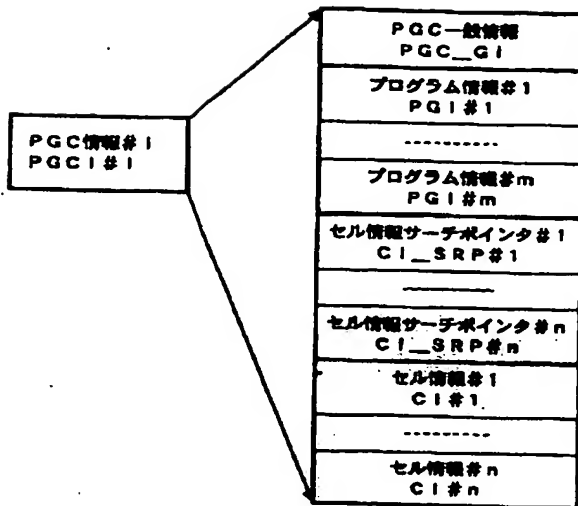 PGC情報#i
PGCI#i
PGC一般情報
PGC_GI
プログラム情報#1
PGI#1
----------
プログラム情報#m
PGI#m
セル情報サーチポインタ#1
CI_SRP#1
セル情報サーチポインタ#n
CI_SRP#n
セル情報#1
CI#1
---------
セル情報#n
CI#n